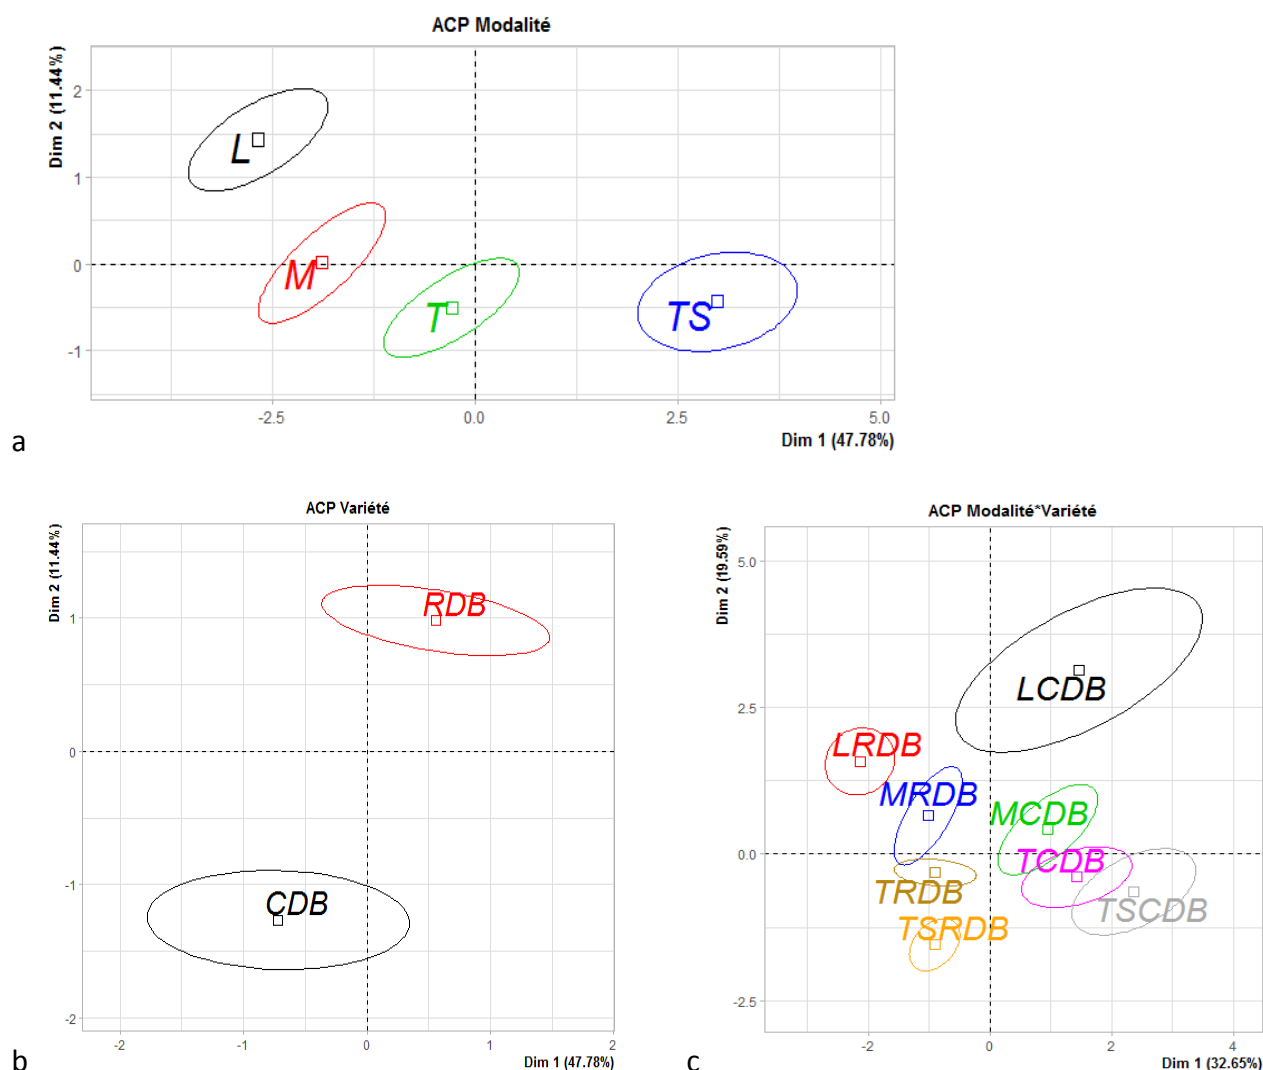 ACP Modalité
Dim 2 (11.44%)
2
1
0
-1
L
M
T
TS
-2.5
0.0
2.5
5.0
Dim 1 (47.78%)
a
ACP Variété
Dim 2 (11.44%)
1
0
-1
-2
RDB
CDB
-2
-1
0
1
2
Dim 1 (47.78%)
b
ACP Modalité*Variété
Dim 2 (19.59%)
5.0
2.5
0.0
-2.5
LCDB
LRDB
MRDB
MCDB
TCDB
TRDB
TSCDB
TSRDB
-2
0
2
4
Dim 1 (32.65%)
c